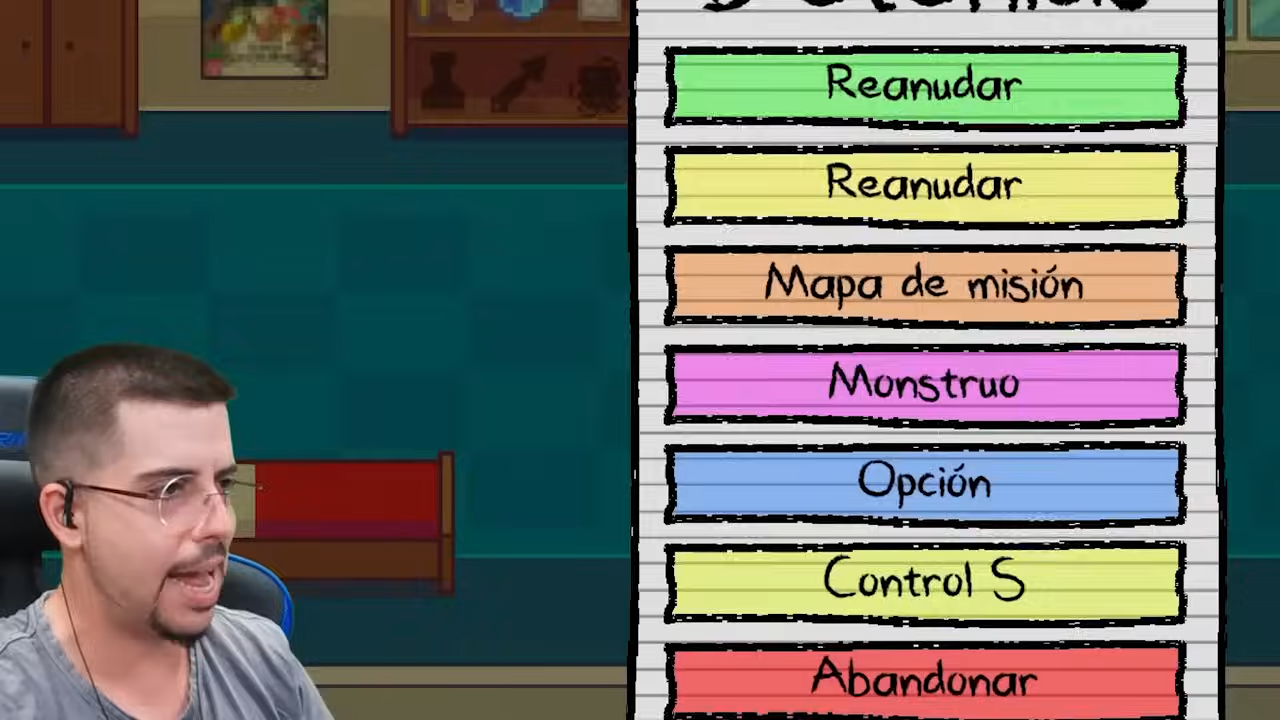 Reanudar
Reanudar
Mapa de misión
Monstruo
Opción
Control S
Abandonar